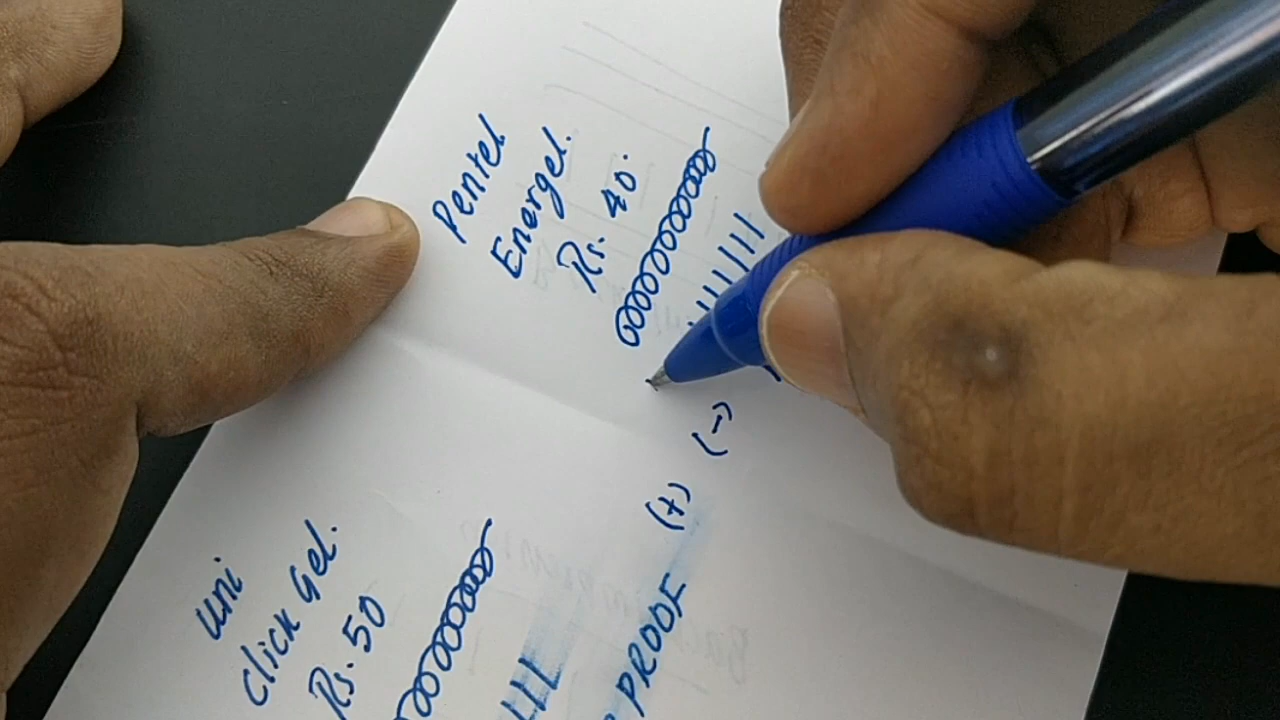 Pentel
Energel.
Rs. 40.
(-)
uni
Click Gel.
Rs. 50
PROOF (+)